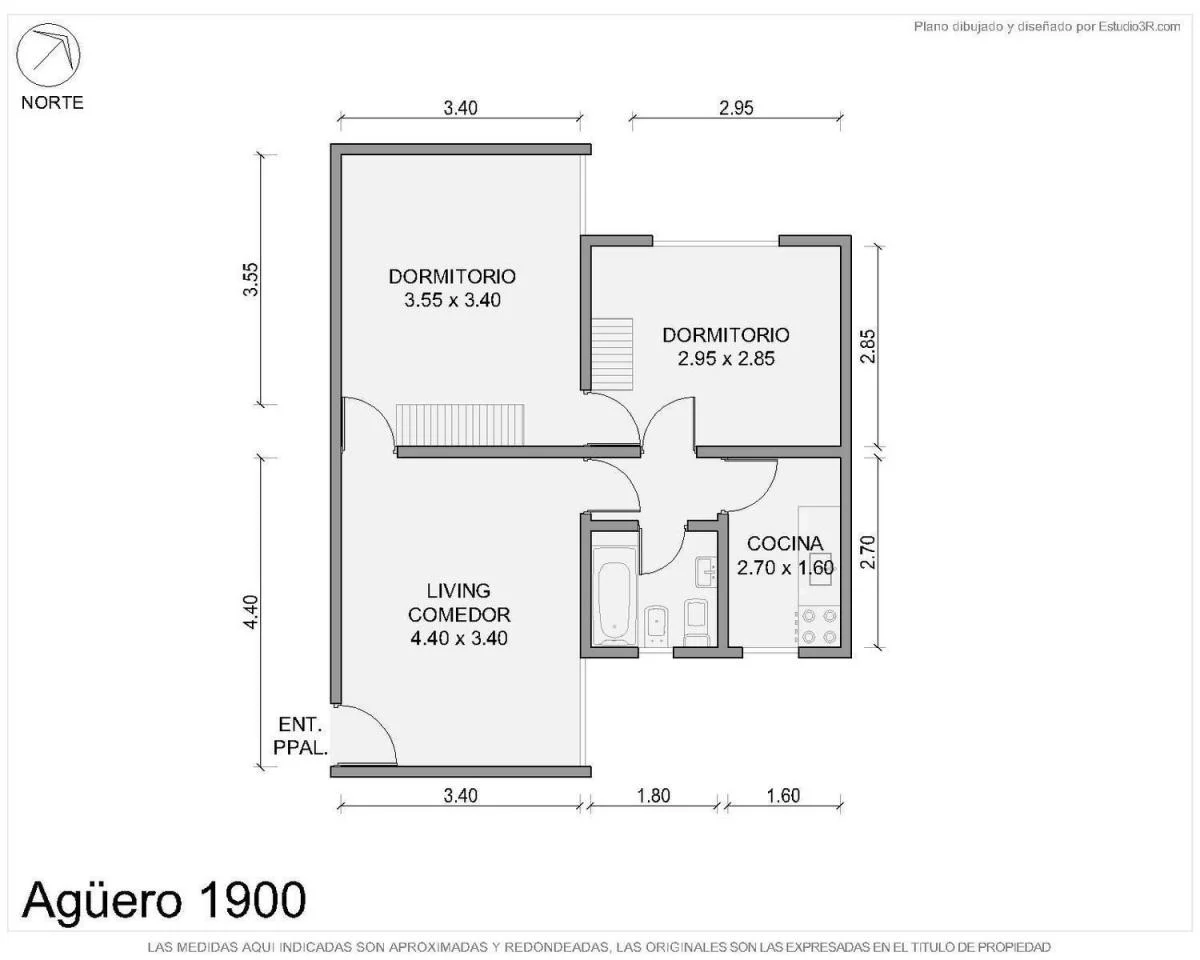 Plano dibujado y diseñado por Estudio3R.com
NORTE
3.40
2.95
3.55
DORMITORIO
3.55 x 3.40
DORMITORIO
2.95 x 2.85
2.85
COCINA
2.70 x 1.60
2.70
LIVING
COMEDOR
4.40 x 3.40
4.40
ENT.
PPAL.
3.40
1.80
1.60
Agüero 1900
LAS MEDIDAS AQUI INDICADAS SON APROXIMADAS Y REDONDEADAS, LAS ORIGINALES SON LAS EXPRESADAS EN EL TITULO DE PROPIEDAD